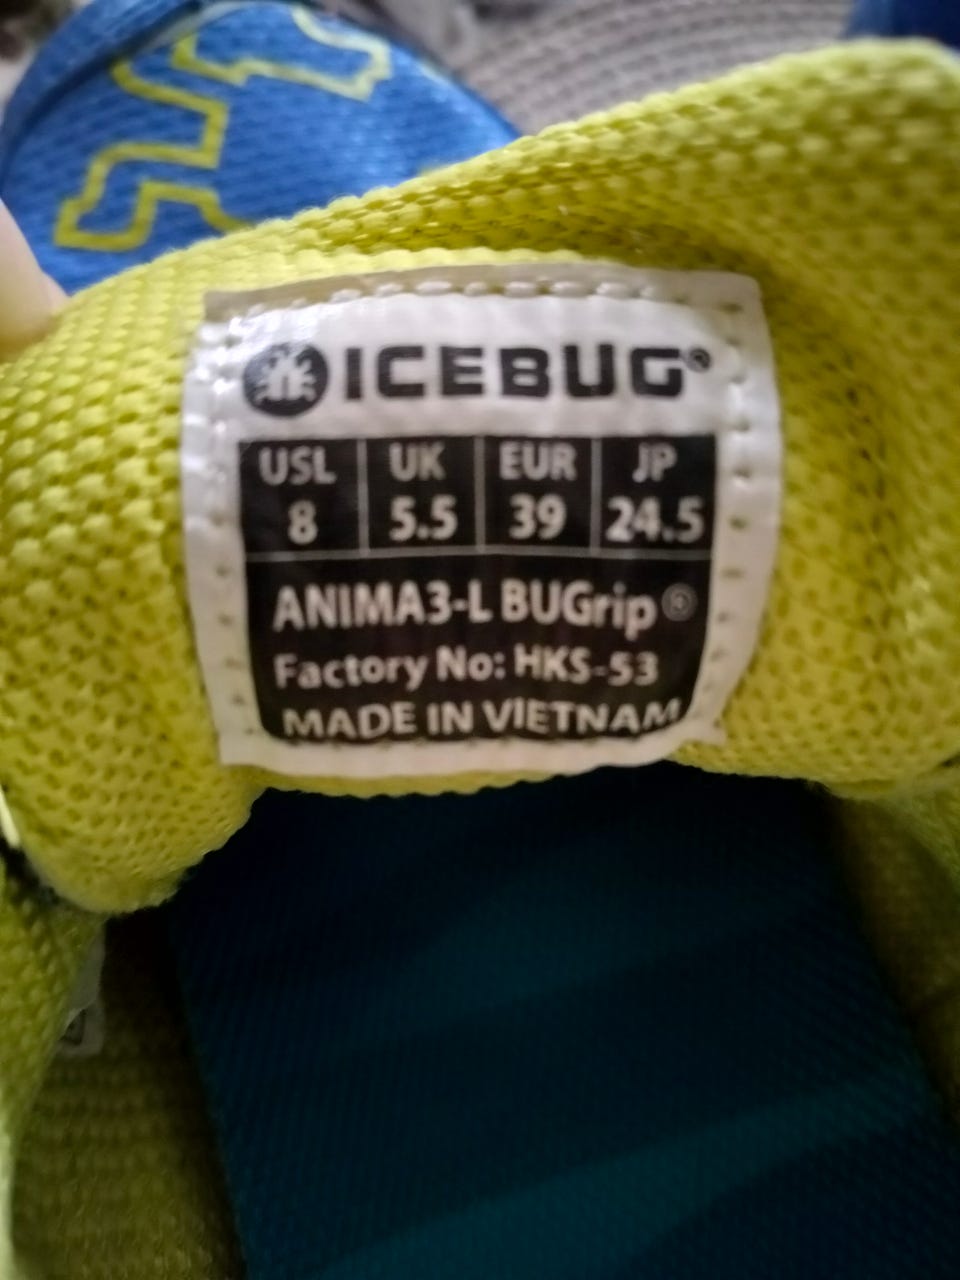 ICEBUG®
USL UK EUR JP
8 5.5 39 24.5
ANIMA3-L BUGrip®
Factory No: HKS-53
MADE IN VIETNAM